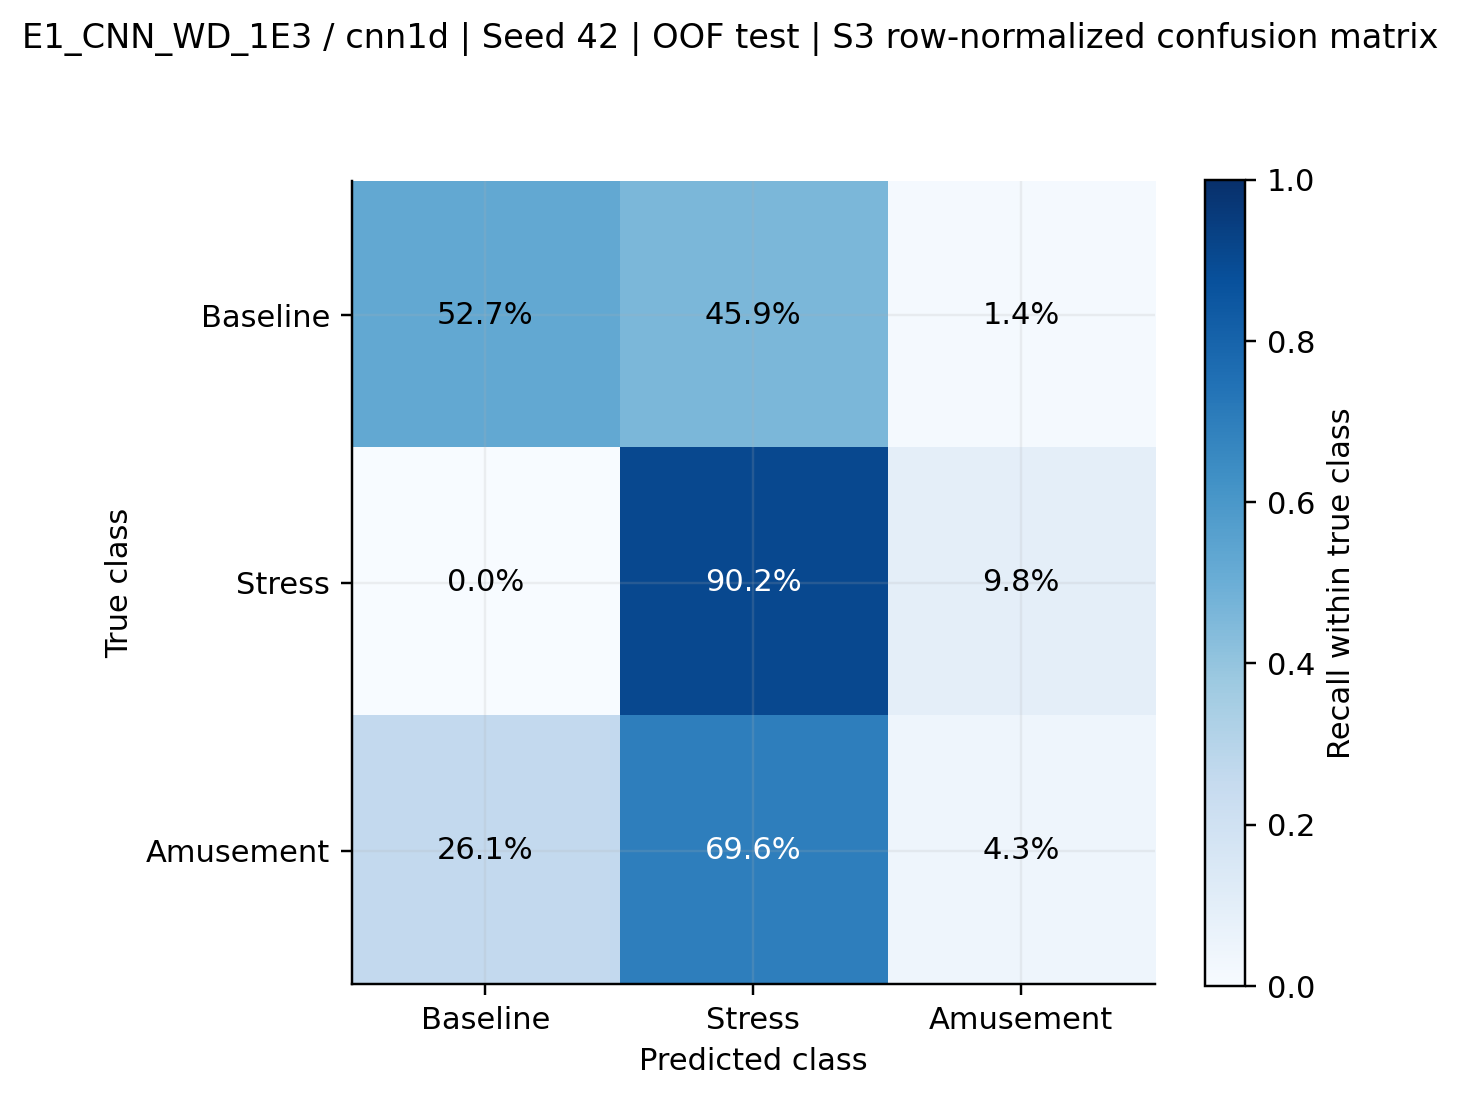 E1_CNN_WD_1E3 / cnn1d | Seed 42 | OOF test | S3 row-normalized confusion matrix
1.0
Baseline
52.7%
45.9%
1.4%
0.8
0.6
Stress
0.0%
90.2%
9.8%
0.4
Amusement
26.1%
69.6%
4.3%
0.2
0.0
True class
Recall within true class
Baseline
Stress
Amusement
Predicted class